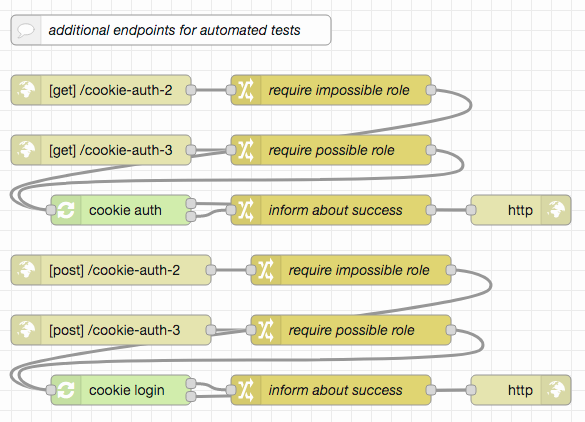 additional endpoints for automated tests
[get] /cookie-auth-2
require impossible role
[get] /cookie-auth-3
require possible role
cookie auth
inform about success
http
[post] /cookie-auth-2
require impossible role
[post] /cookie-auth-3
require possible role
cookie login
inform about success
http